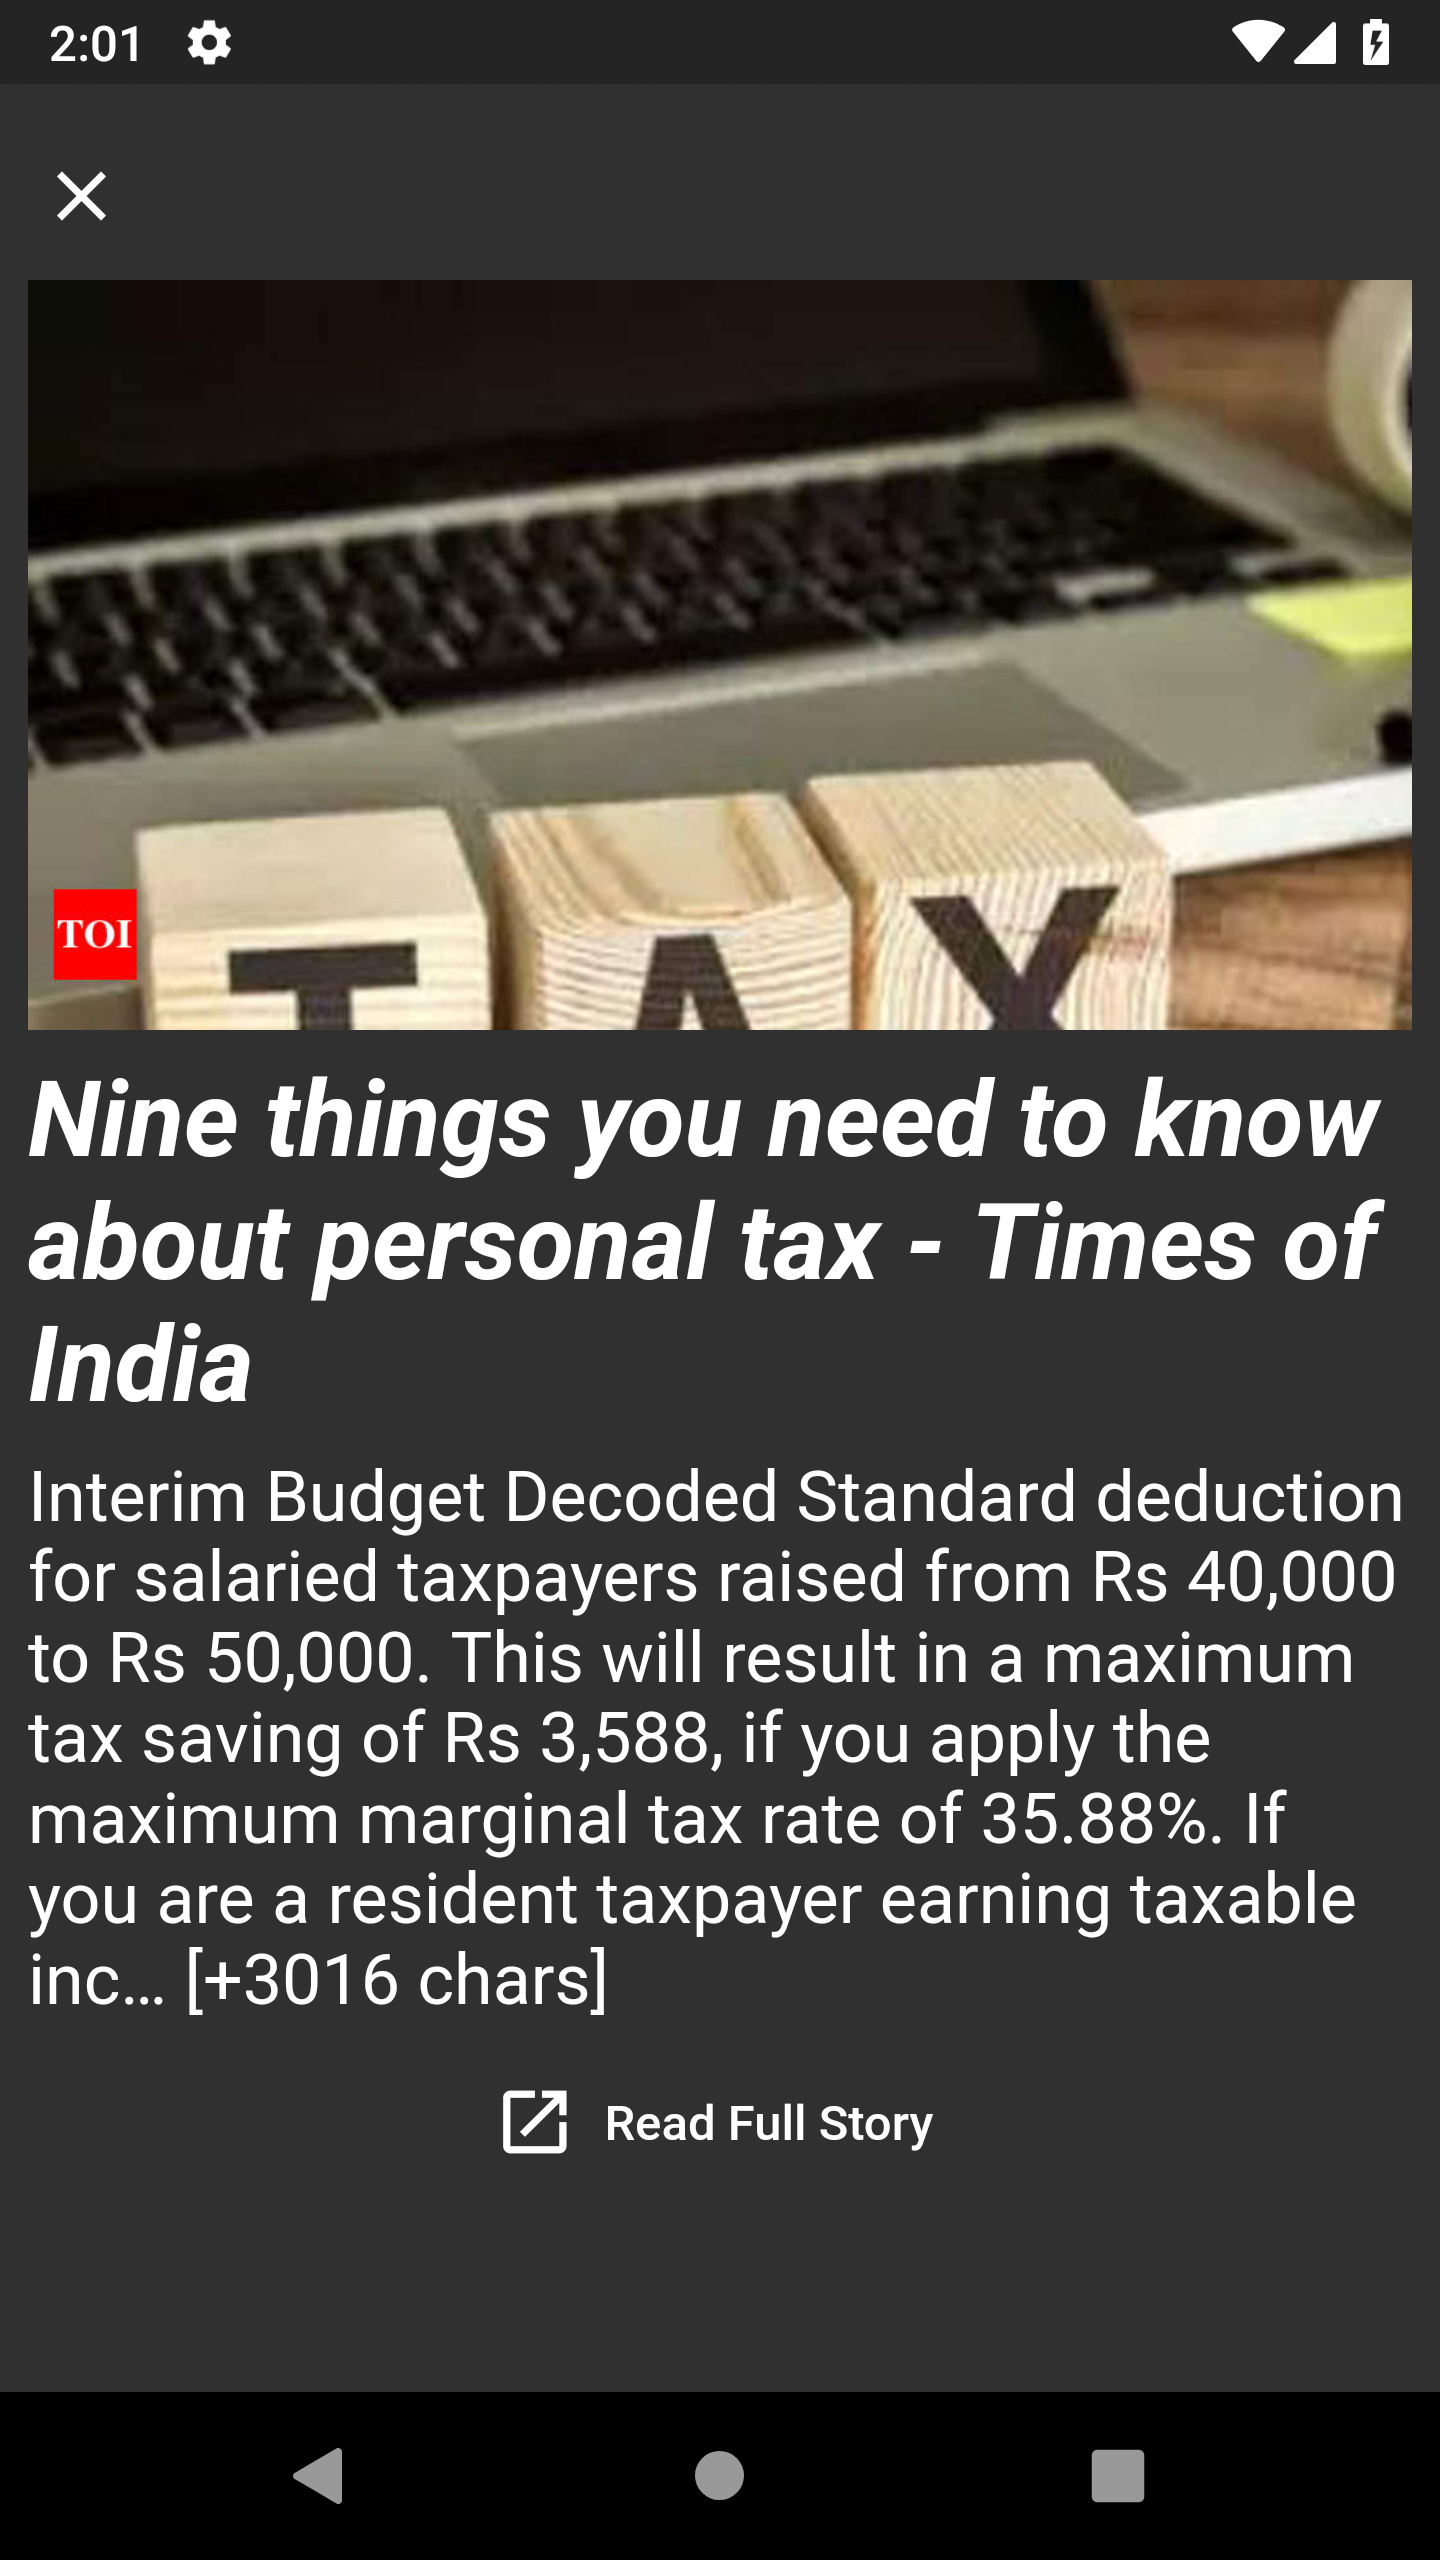 2:01
TOI
TAX
Nine things you need to know
about personal tax - Times of
India
Interim Budget Decoded Standard deduction
for salaried taxpayers raised from Rs 40,000
to Rs 50,000. This will result in a maximum
tax saving of Rs 3,588, if you apply the
maximum marginal tax rate of 35.88%. If
you are a resident taxpayer earning taxable
inc… [+3016 chars]
Read Full Story